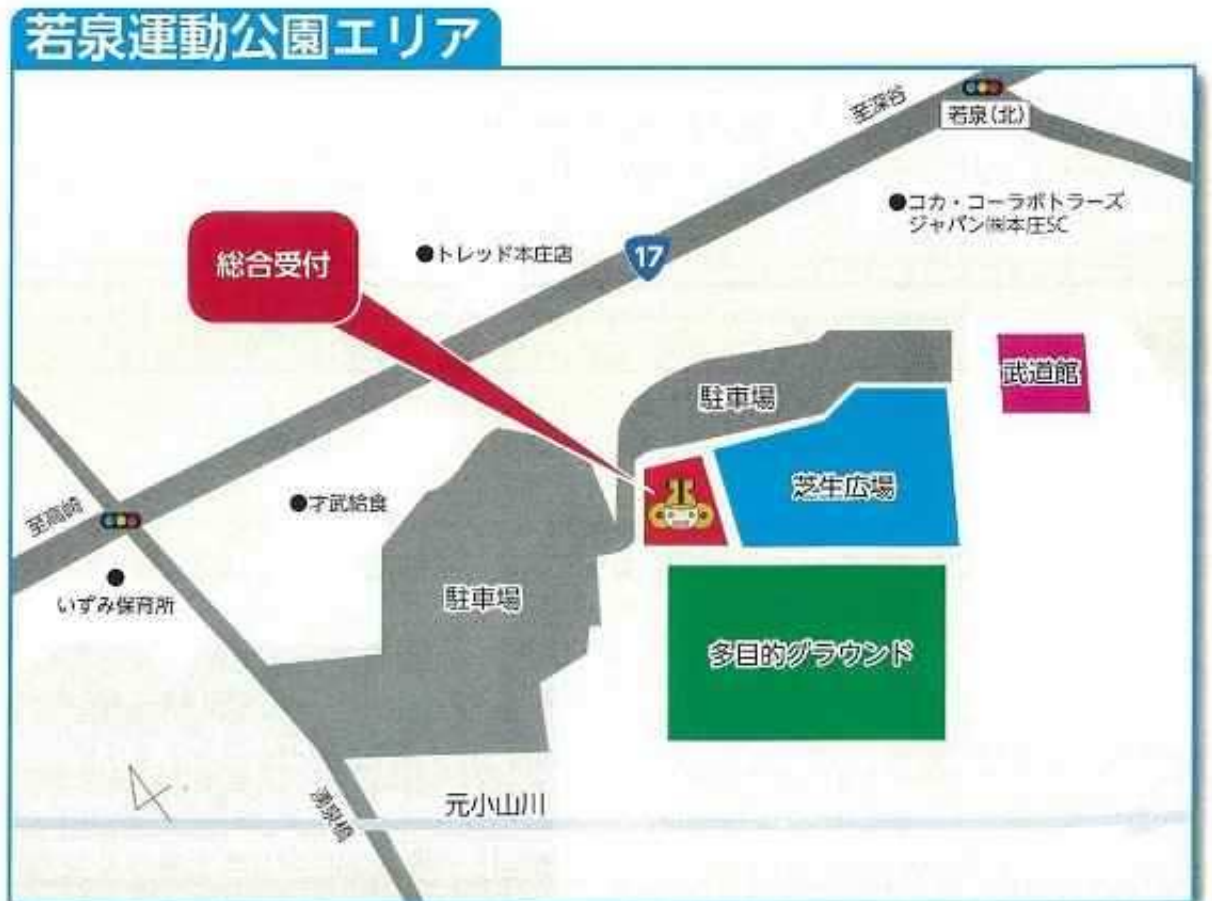 若泉運動公園エリア
至深谷
若泉(北)
●コカ・コーラボトラーズ
ジャパン㈱本庄SC
総合受付
●トレッド本庄店
17
駐車場
武道館
芝生広場
至高崎
●才武給食
●
いずみ保育所
駐車場
多目的グラウンド
湧泉橋
元小山川